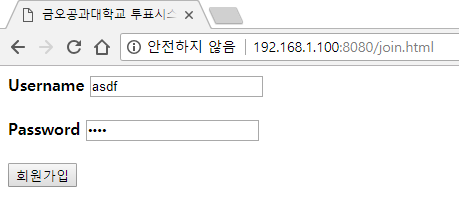 금오공과대학교 투표시스
안전하지 않음 192.168.1.100:8080/join.html
Username asdf
Password ••••
회원가입